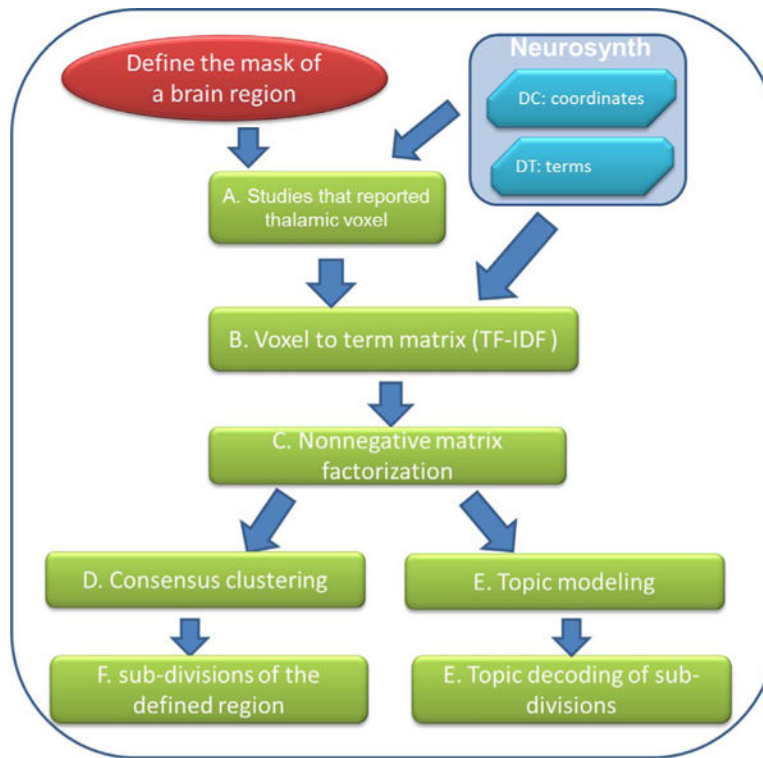 Define the mask of
a brain region
Neurosynth
DC: coordinates
DT: terms
A. Studies that reported
thalamic voxel
B. Voxel to term matrix (TF-IDF )
C. Nonnegative matrix
factorization
D. Consensus clustering
E. Topic modeling
F. sub-divisions of the
defined region
E. Topic decoding of sub-
divisions